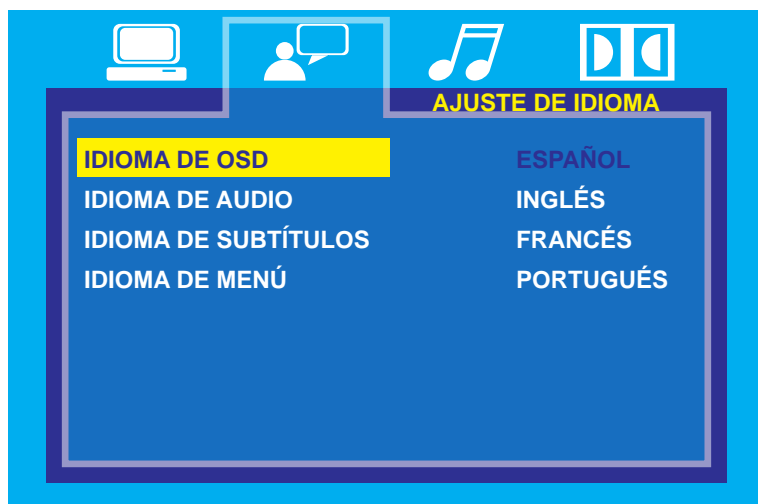 AJUSTE DE IDIOMA
IDIOMA DE OSD ESPAÑOL
IDIOMA DE AUDIO INGLÉS
IDIOMA DE SUBTÍTULOS FRANCÉS
IDIOMA DE MENÚ PORTUGUÉS